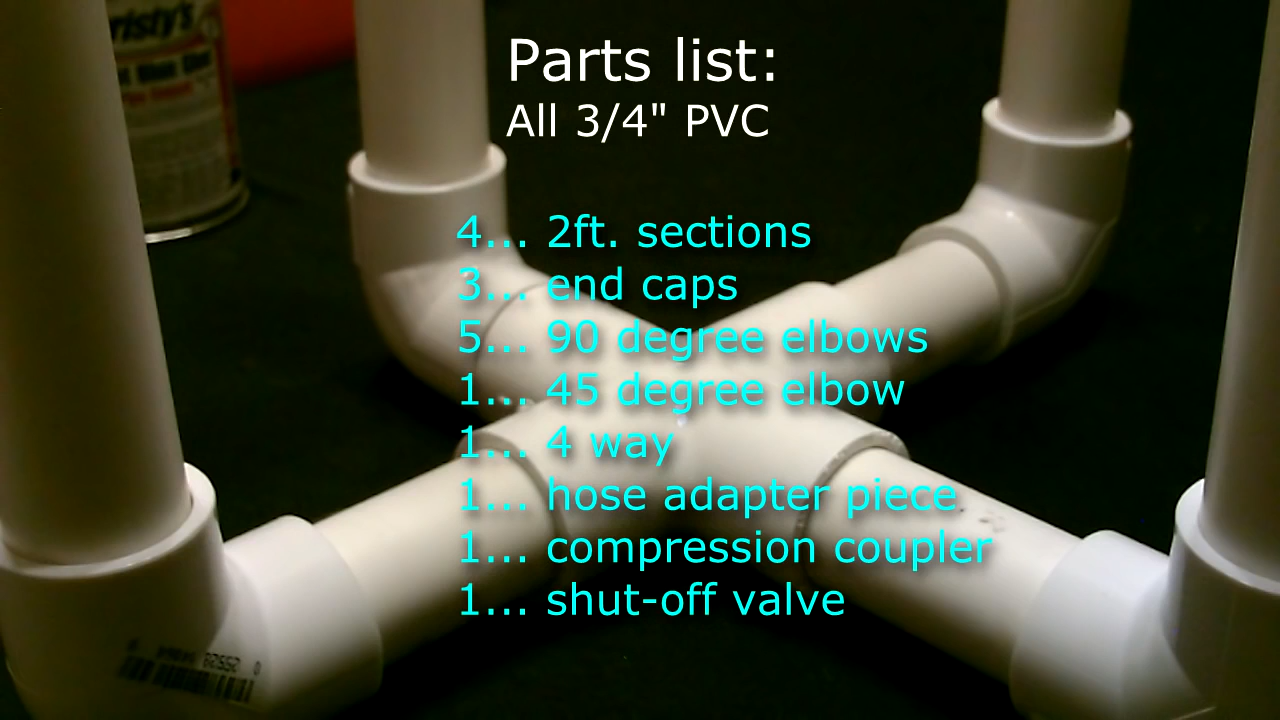 Parts list:
All 3/4" PVC
4... 2ft. sections
3... end caps
5... 90 degree elbows
1... 45 degree elbow
1... 4 way
1... hose adapter piece
1... compression coupler
1... shut-off valve